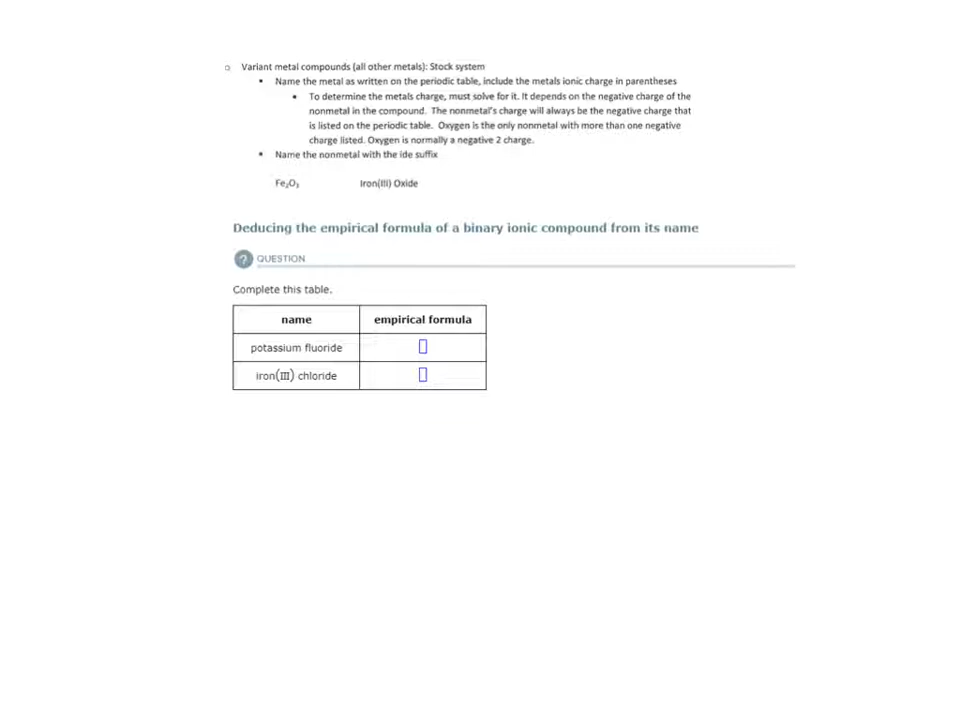 Variant metal compounds (all other metals): Stock system
Name the metal as written on the periodic table, include the metals ionic charge in parentheses
To determine the metals charge, must solve for it. It depends on the negative charge of the
nonmetal in the compound. The nonmetal's charge will always be the negative charge that
is listed on the periodic table. Oxygen is the only nonmetal with more than one negative
charge listed. Oxygen is normally a negative 2 charge.
Name the nonmetal with the ide suffix
Fe₂O₃ Iron(III) Oxide
Deducing the empirical formula of a binary ionic compound from its name
? QUESTION
Complete this table.
name empirical formula
potassium fluoride
iron(III) chloride